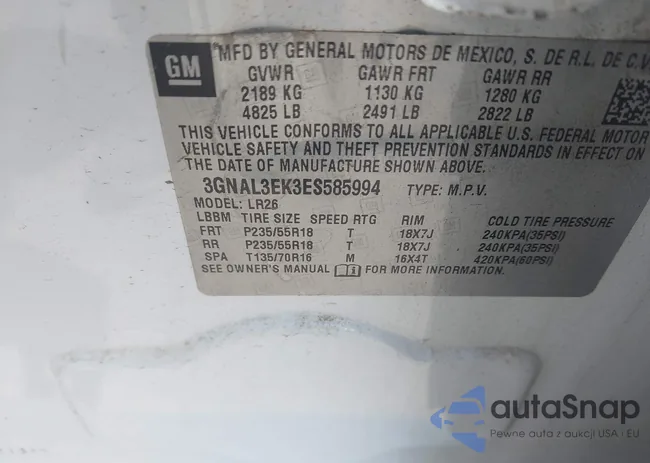 GM
MFD BY GENERAL MOTORS DE MEXICO, S. DE R.L. DE C.V
GVWR GAWR FRT GAWR RR
2189 KG 1130 KG 1280 KG
4825 LB 2491 LB 2822 LB
THIS VEHICLE CONFORMS TO ALL APPLICABLE U.S. FEDERAL MOTOR
VEHICLE SAFETY AND THEFT PREVENTION STANDARDS IN EFFECT ON
THE DATE OF MANUFACTURE SHOWN ABOVE.
3GNAL3EK3ES585994 TYPE: M.P.V.
MODEL: LR26
LBBM TIRE SIZE SPEED RTG RIM COLD TIRE PRESSURE
FRT P235/55R18 T 18X7J 240KPA(35PSI)
RR P235/55R18 T 18X7J 240KPA(35PSI)
SPA T135/70R16 M 16X4T 420KPA(60PSI)
SEE OWNER'S MANUAL FOR MORE INFORMATION.
autoSnap
Pewne auta z aukcji USA i EU